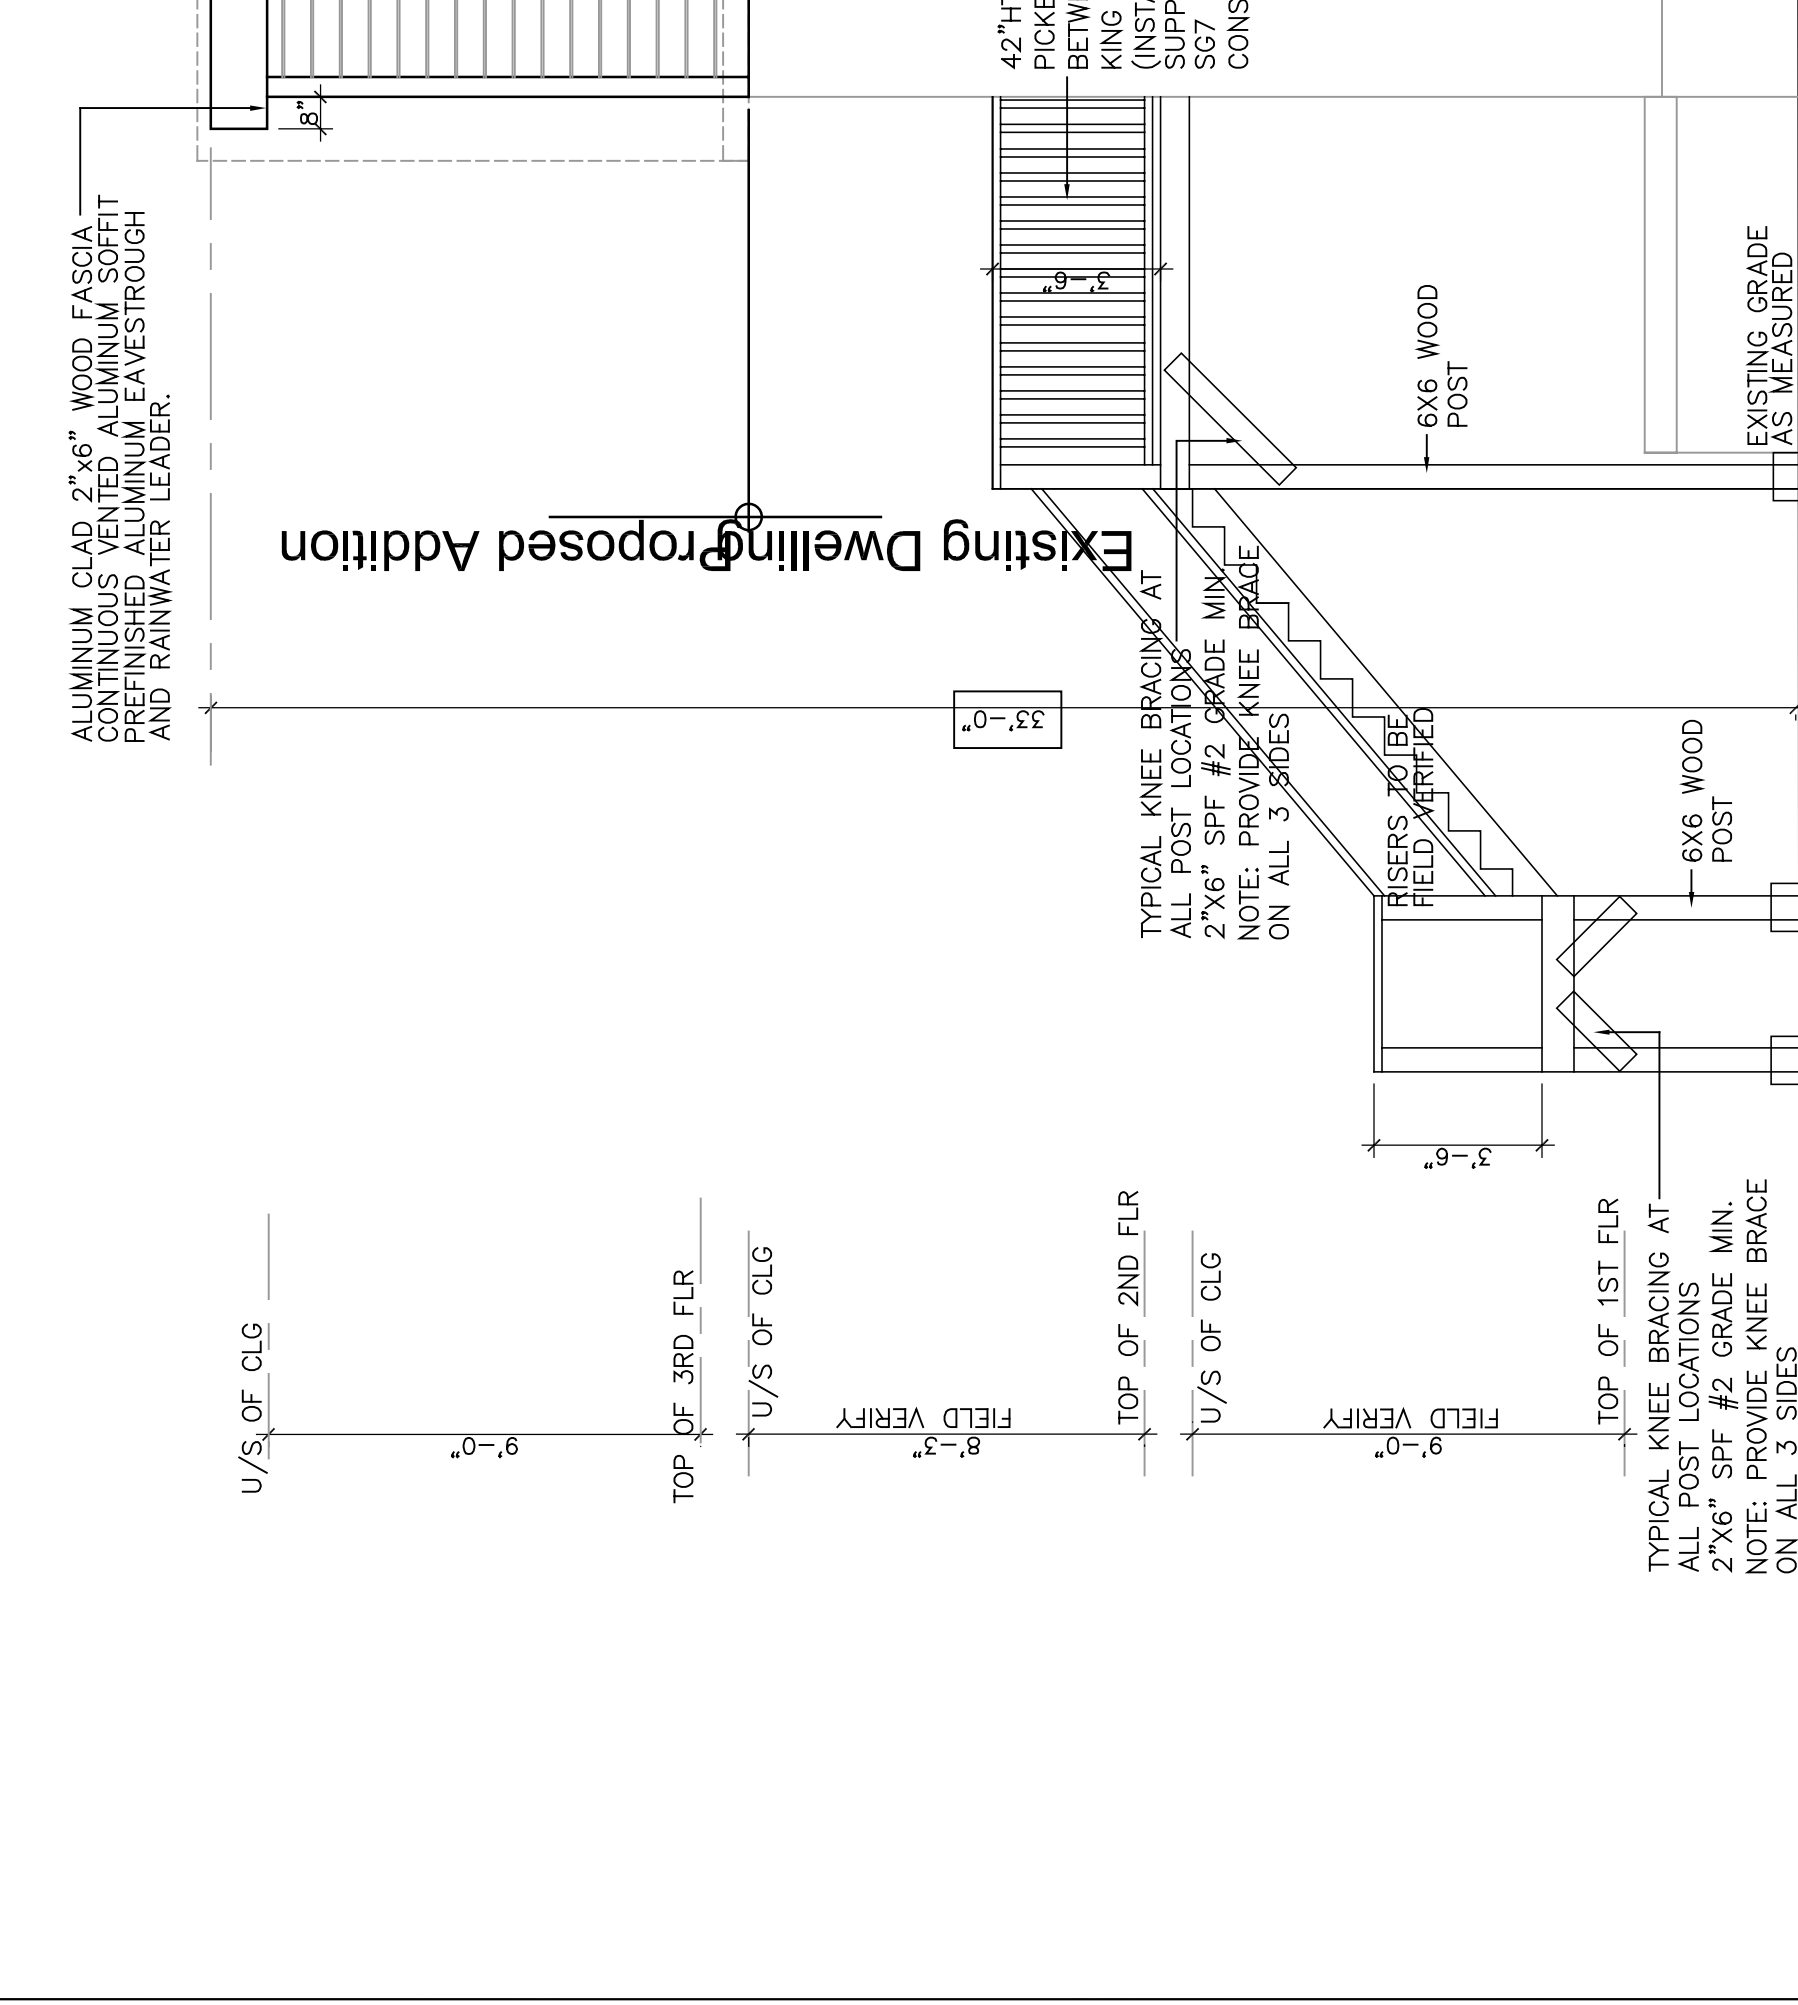 ALUMINUM CLAD 2"x6" WOOD FASCIA
CONTINUOUS VENTED ALUMINUM SOFFIT
PREFINISHED ALUMINUM EAVESTROUGH
AND RAINWATER LEADER.
8"
42"HT
KING
SG7
3'-6"
6X6 WOOD
POST
EXISTING GRADE
AS MEASURED
Proposed Addition
Existing Dwelling
33'-0"
TYPICAL KNEE BRACING AT
ALL POST LOCATIONS
2"X6" SPF #2 GRADE MIN.
NOTE: PROVIDE KNEE BRACE
ON ALL 3 SIDES
RISERS TO BE
FIELD VERIFIED
6X6 WOOD
POST
3'-6"
U/S OF CLG
9'-0"
TOP OF 3RD FLR
U/S OF CLG
FIELD VERIFY
8'-3"
TOP OF 2ND FLR
U/S OF CLG
FIELD VERIFY
9'-0"
TOP OF 1ST FLR
TYPICAL KNEE BRACING AT
ALL POST LOCATIONS
2"X6" SPF #2 GRADE MIN.
NOTE: PROVIDE KNEE BRACE
ON ALL 3 SIDES